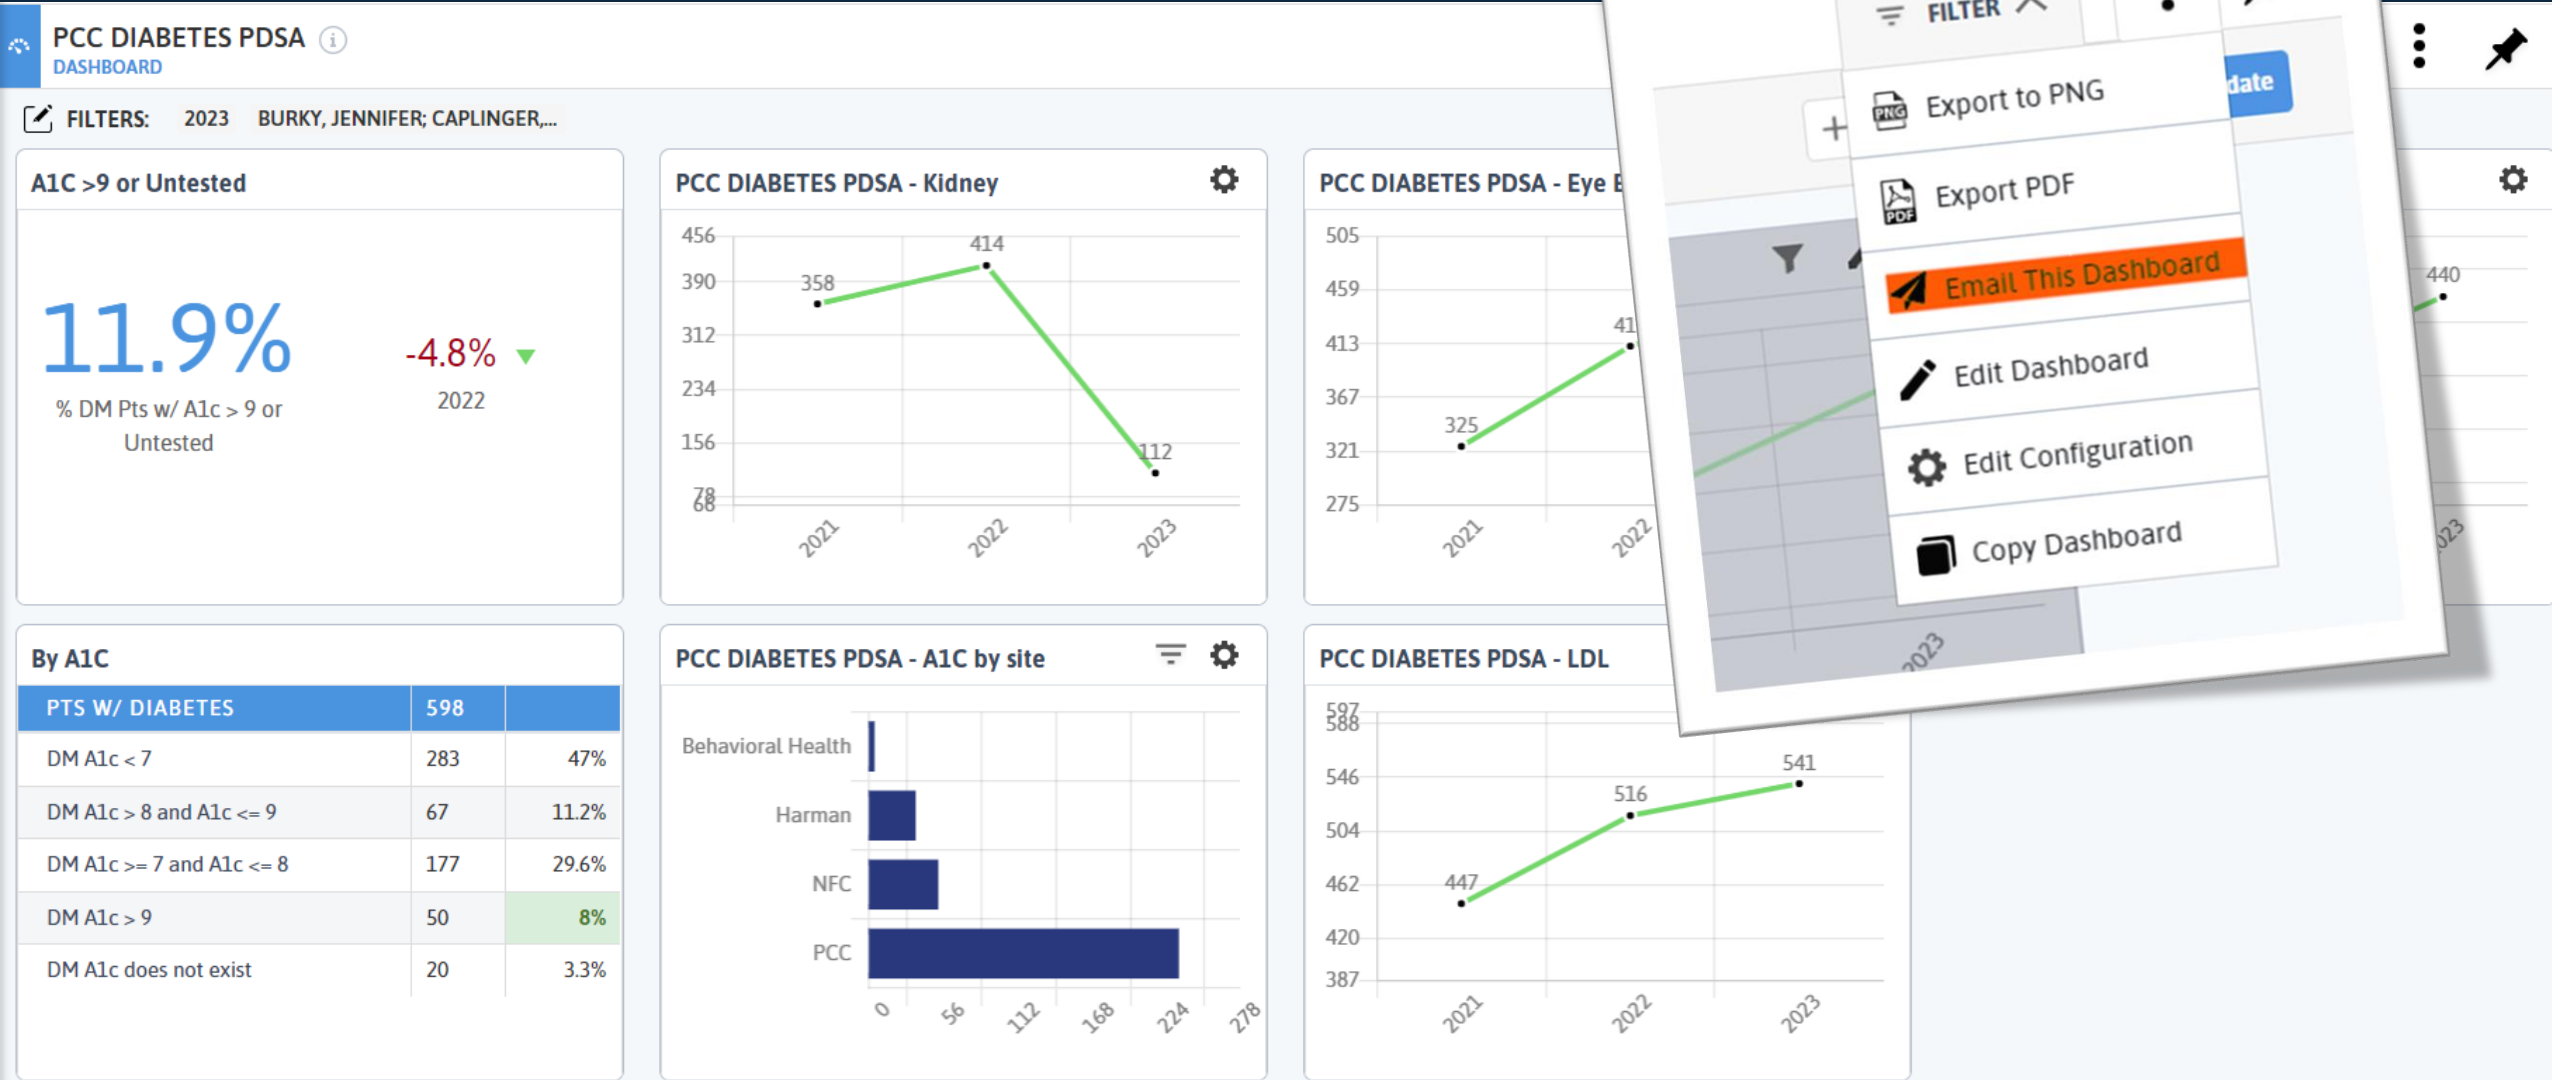 PCC DIABETES PDSA
DASHBOARD
FILTERS: 2023 BURKY, JENNIFER; CAPLINGER,...
A1C >9 or Untested
11.9%
% DM Pts w/ A1c > 9 or
Untested
-4.8%
2022
PCC DIABETES PDSA - Kidney
456
390
312
234
156
78
66
358
414
112
2021
2022
2023
PCC DIABETES PDSA - Eye
505
459
413
367
321
275
325
41
2021
2022
440
023
FILTER
date
Export to PNG
PNG
Export PDF
PDF
Email This Dashboard
Edit Dashboard
Edit Configuration
Copy Dashboard
2023
By A1C
PTS W/ DIABETES 598
DM A1c < 7 283 47%
DM A1c > 8 and A1c <= 9 67 11.2%
DM A1c >= 7 and A1c <= 8 177 29.6%
DM A1c > 9 50 8%
DM A1c does not exist 20 3.3%
PCC DIABETES PDSA - A1C by site
Behavioral Health
Harman
NFC
PCC
0
56
112
168
224
278
PCC DIABETES PDSA - LDL
597
588
546
504
462
420
387
447
516
541
2021
2022
2023